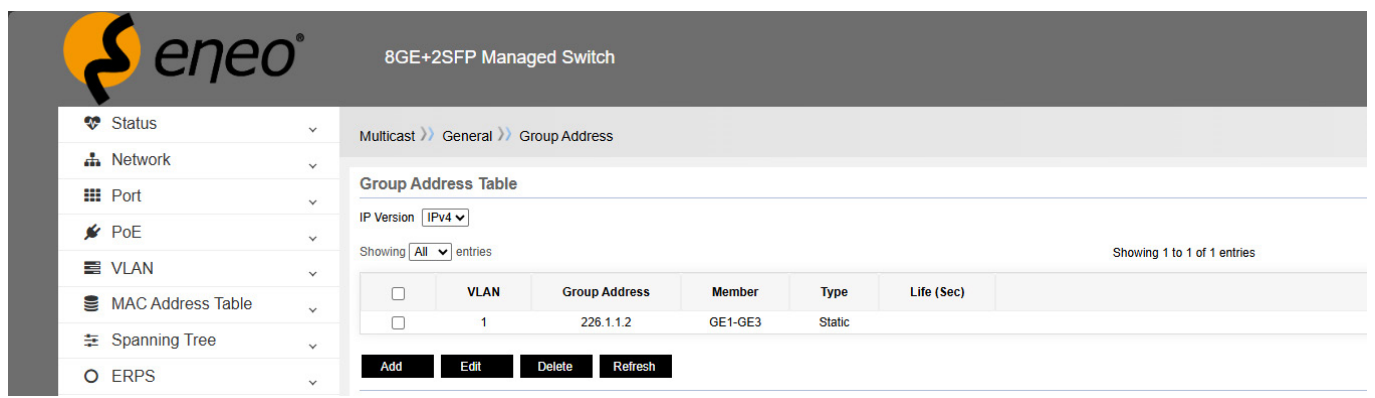 eneo®
8GE+2SFP Managed Switch
Status
Network
Port
PoE
VLAN
MAC Address Table
Spanning Tree
ERPS
Multicast 》 General 》 Group Address
Group Address Table
IP Version IPv4
Showing All entries
Showing 1 to 1 of 1 entries
VLAN Group Address Member Type Life (Sec)
1 226.1.1.2 GE1-GE3 Static
Add Edit Delete Refresh